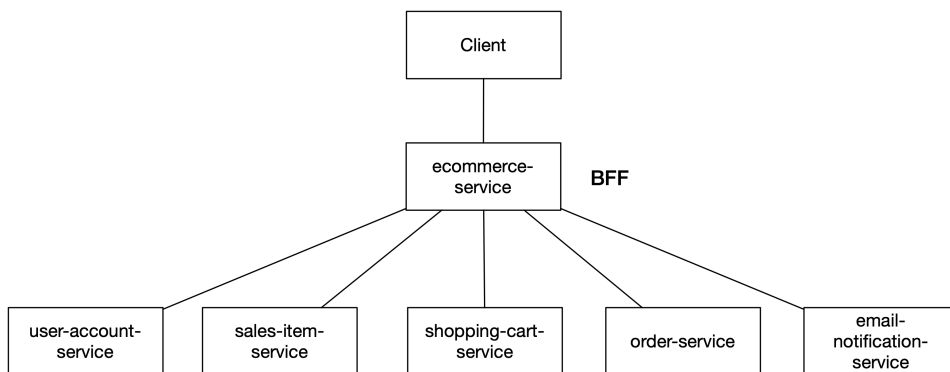 Client
ecommerce-
service
BFF
user-account-
service
sales-item-
service
shopping-cart-
service
order-service
email-
notification-
service